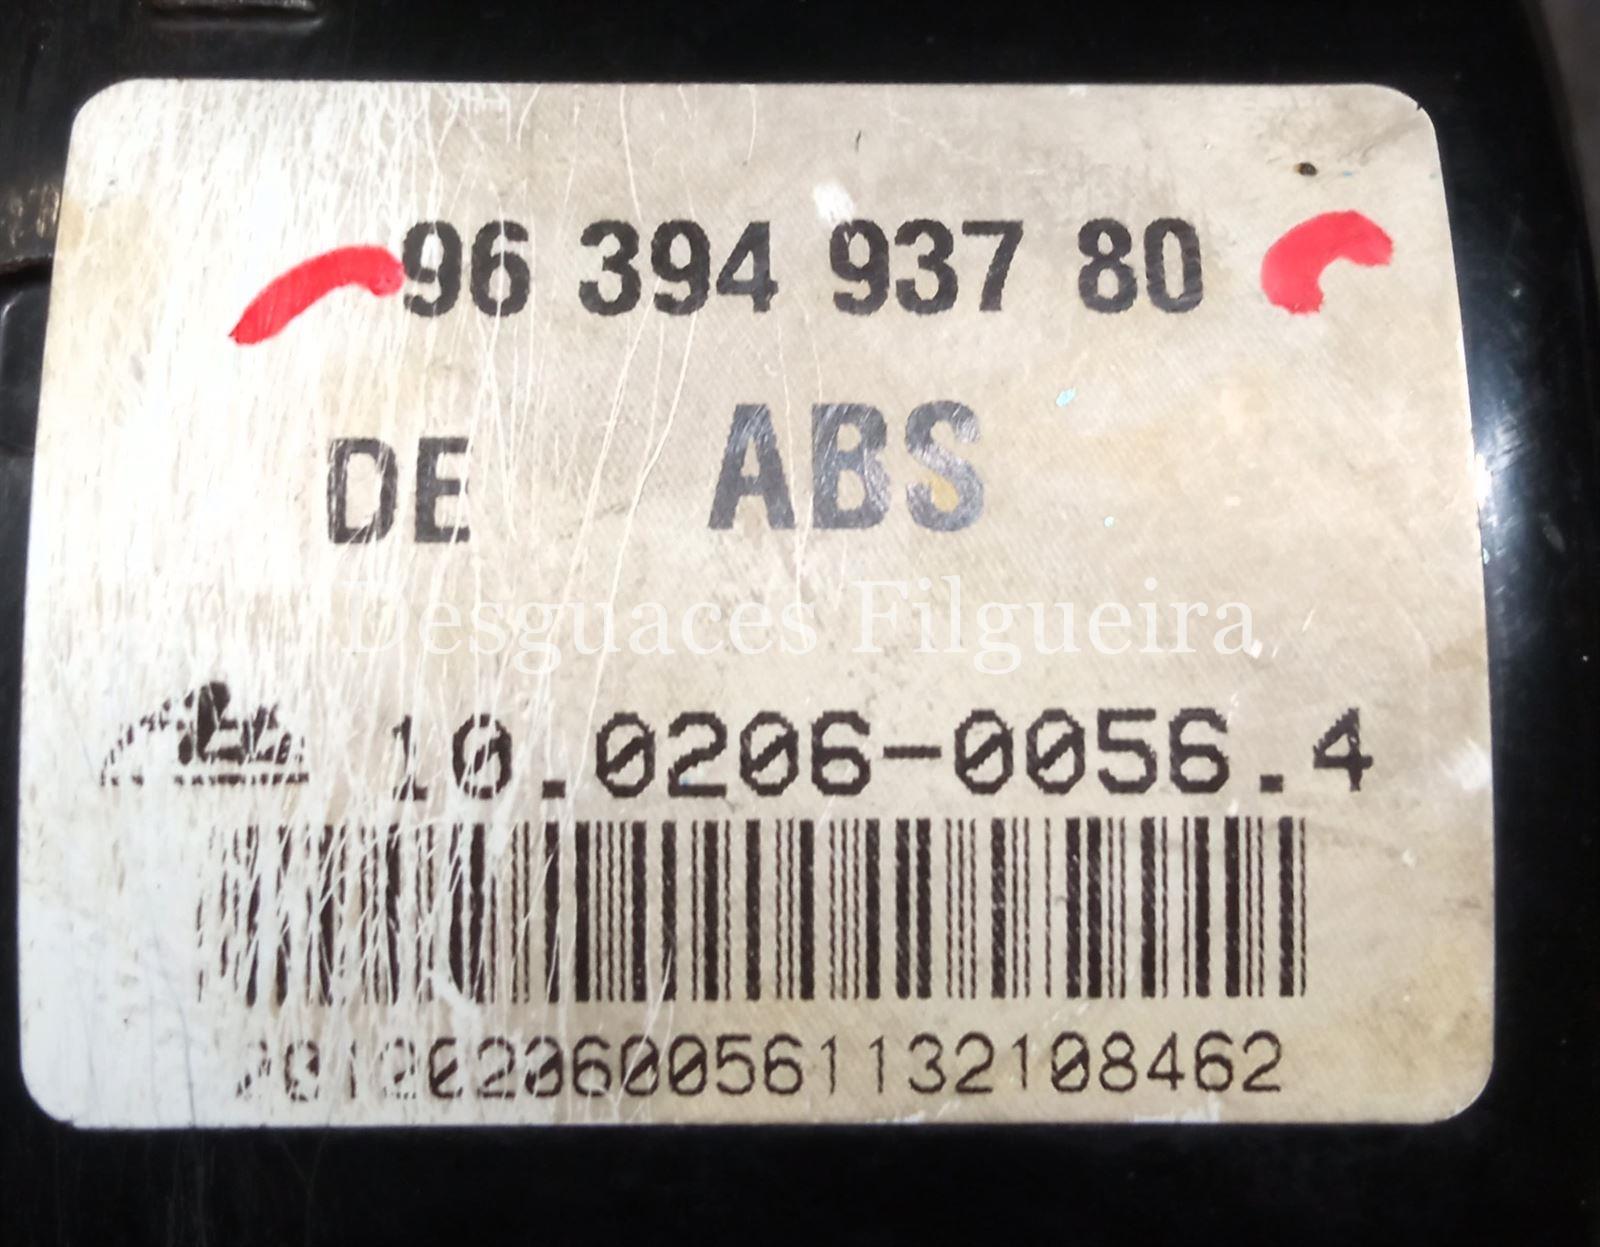 96 394 937 80
DE ABS
Desguaces Filgueira
10.0206-0056.4